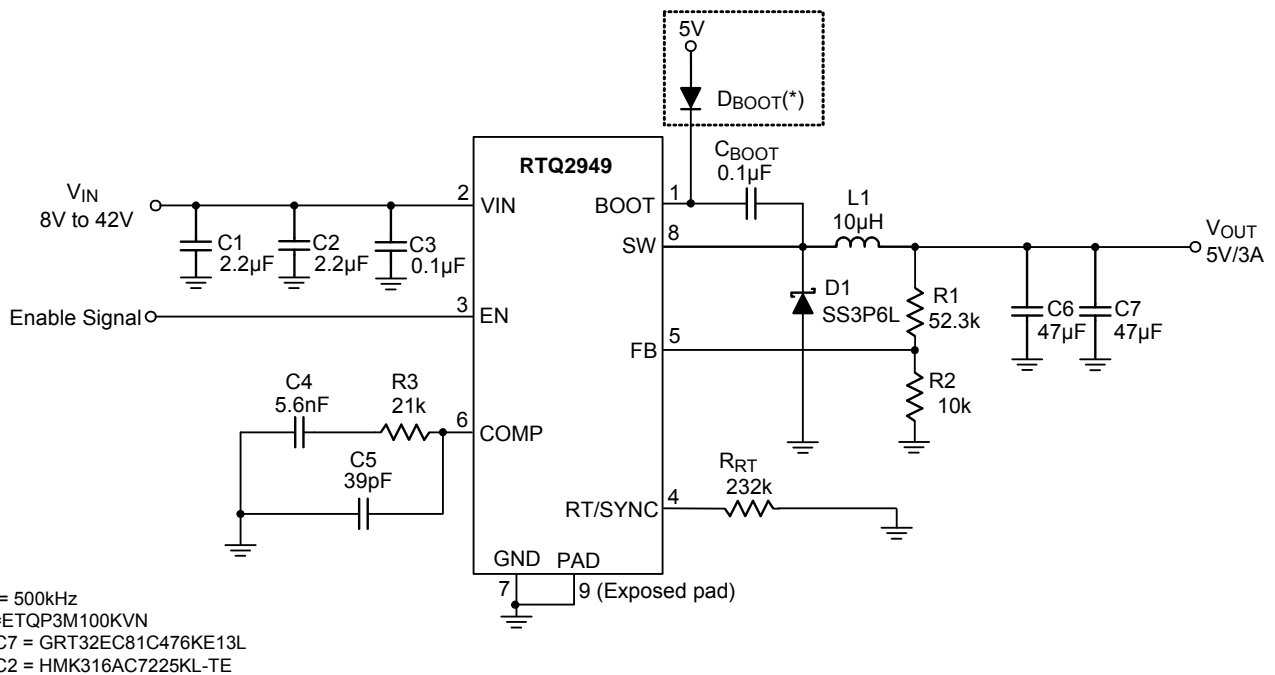 5V
DBOOT(*)
RTQ2949
CBOOT
0.1µF
VIN
8V to 42V
2
VIN
BOOT
1
L1
10µH
VOUT
5V/3A
C1
2.2µF
C2
2.2µF
C3
0.1µF
SW
8
D1
SS3P6L
R1
52.3k
C6
47µF
C7
47µF
Enable Signal
3
EN
FB
5
R2
10k
C4
5.6nF
R3
21k
6
COMP
C5
39pF
RRT
232k
RT/SYNC
4
GND
PAD
7
9 (Exposed pad)
= 500kHz
=ETQP3M100KVN
C7 = GRT32EC81C476KE13L
C2 = HMK316AC7225KL-TE